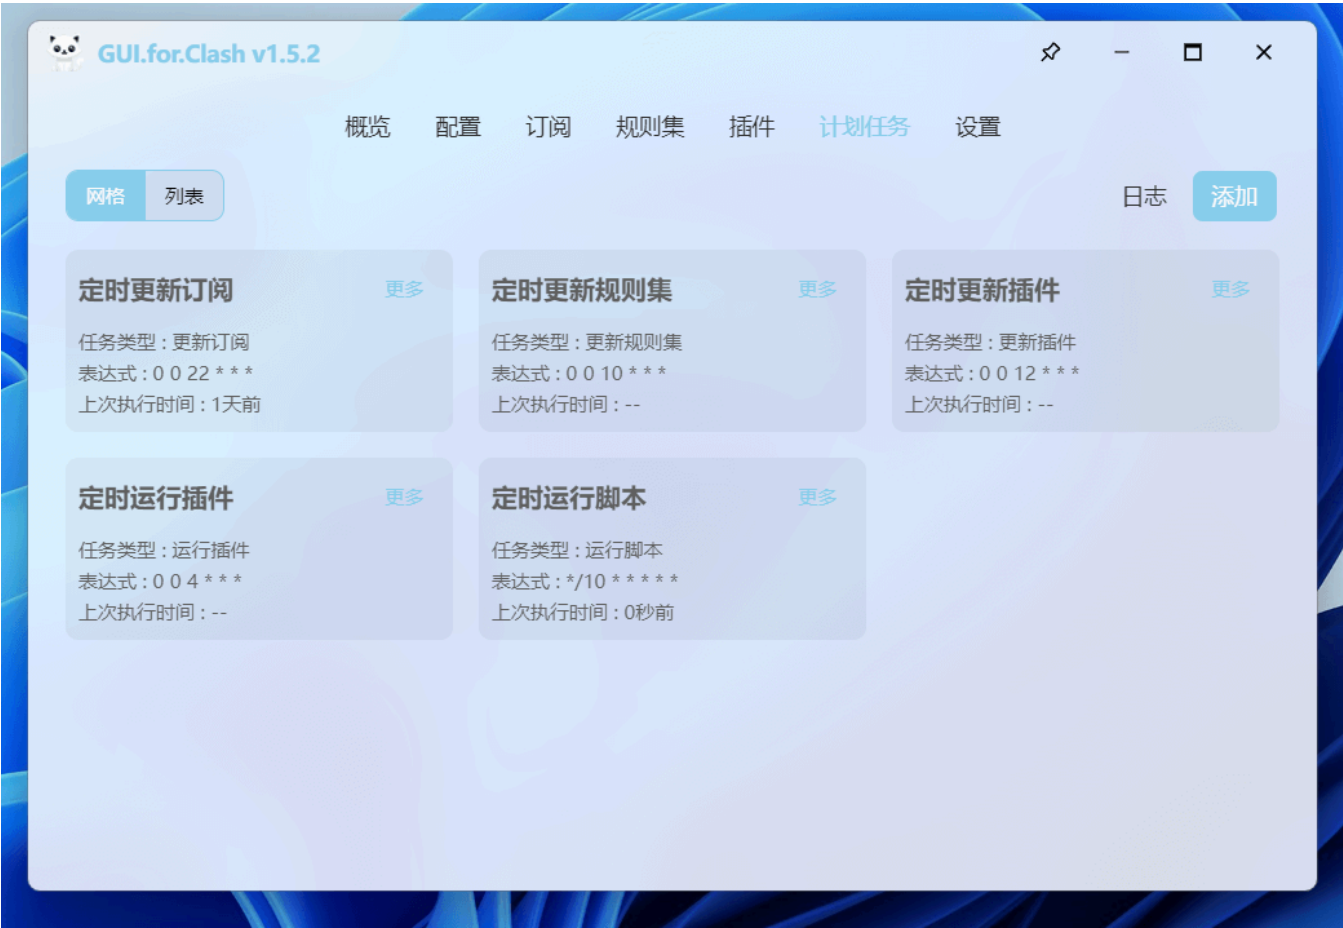 GUI.for.Clash v1.5.2
概览 配置 订阅 规则集 插件 计划任务 设置
网格 列表 日志 添加
定时更新订阅 更多
任务类型 : 更新订阅
表达式 : 0 0 22 * * *
上次执行时间 : 1天前
定时更新规则集 更多
任务类型 : 更新规则集
表达式 : 0 0 10 * * *
上次执行时间 : --
定时更新插件 更多
任务类型 : 更新插件
表达式 : 0 0 12 * * *
上次执行时间 : --
定时运行插件 更多
任务类型 : 运行插件
表达式 : 0 0 4 * * *
上次执行时间 : --
定时运行脚本 更多
任务类型 : 运行脚本
表达式 : */10 * * * * *
上次执行时间 : 0秒前